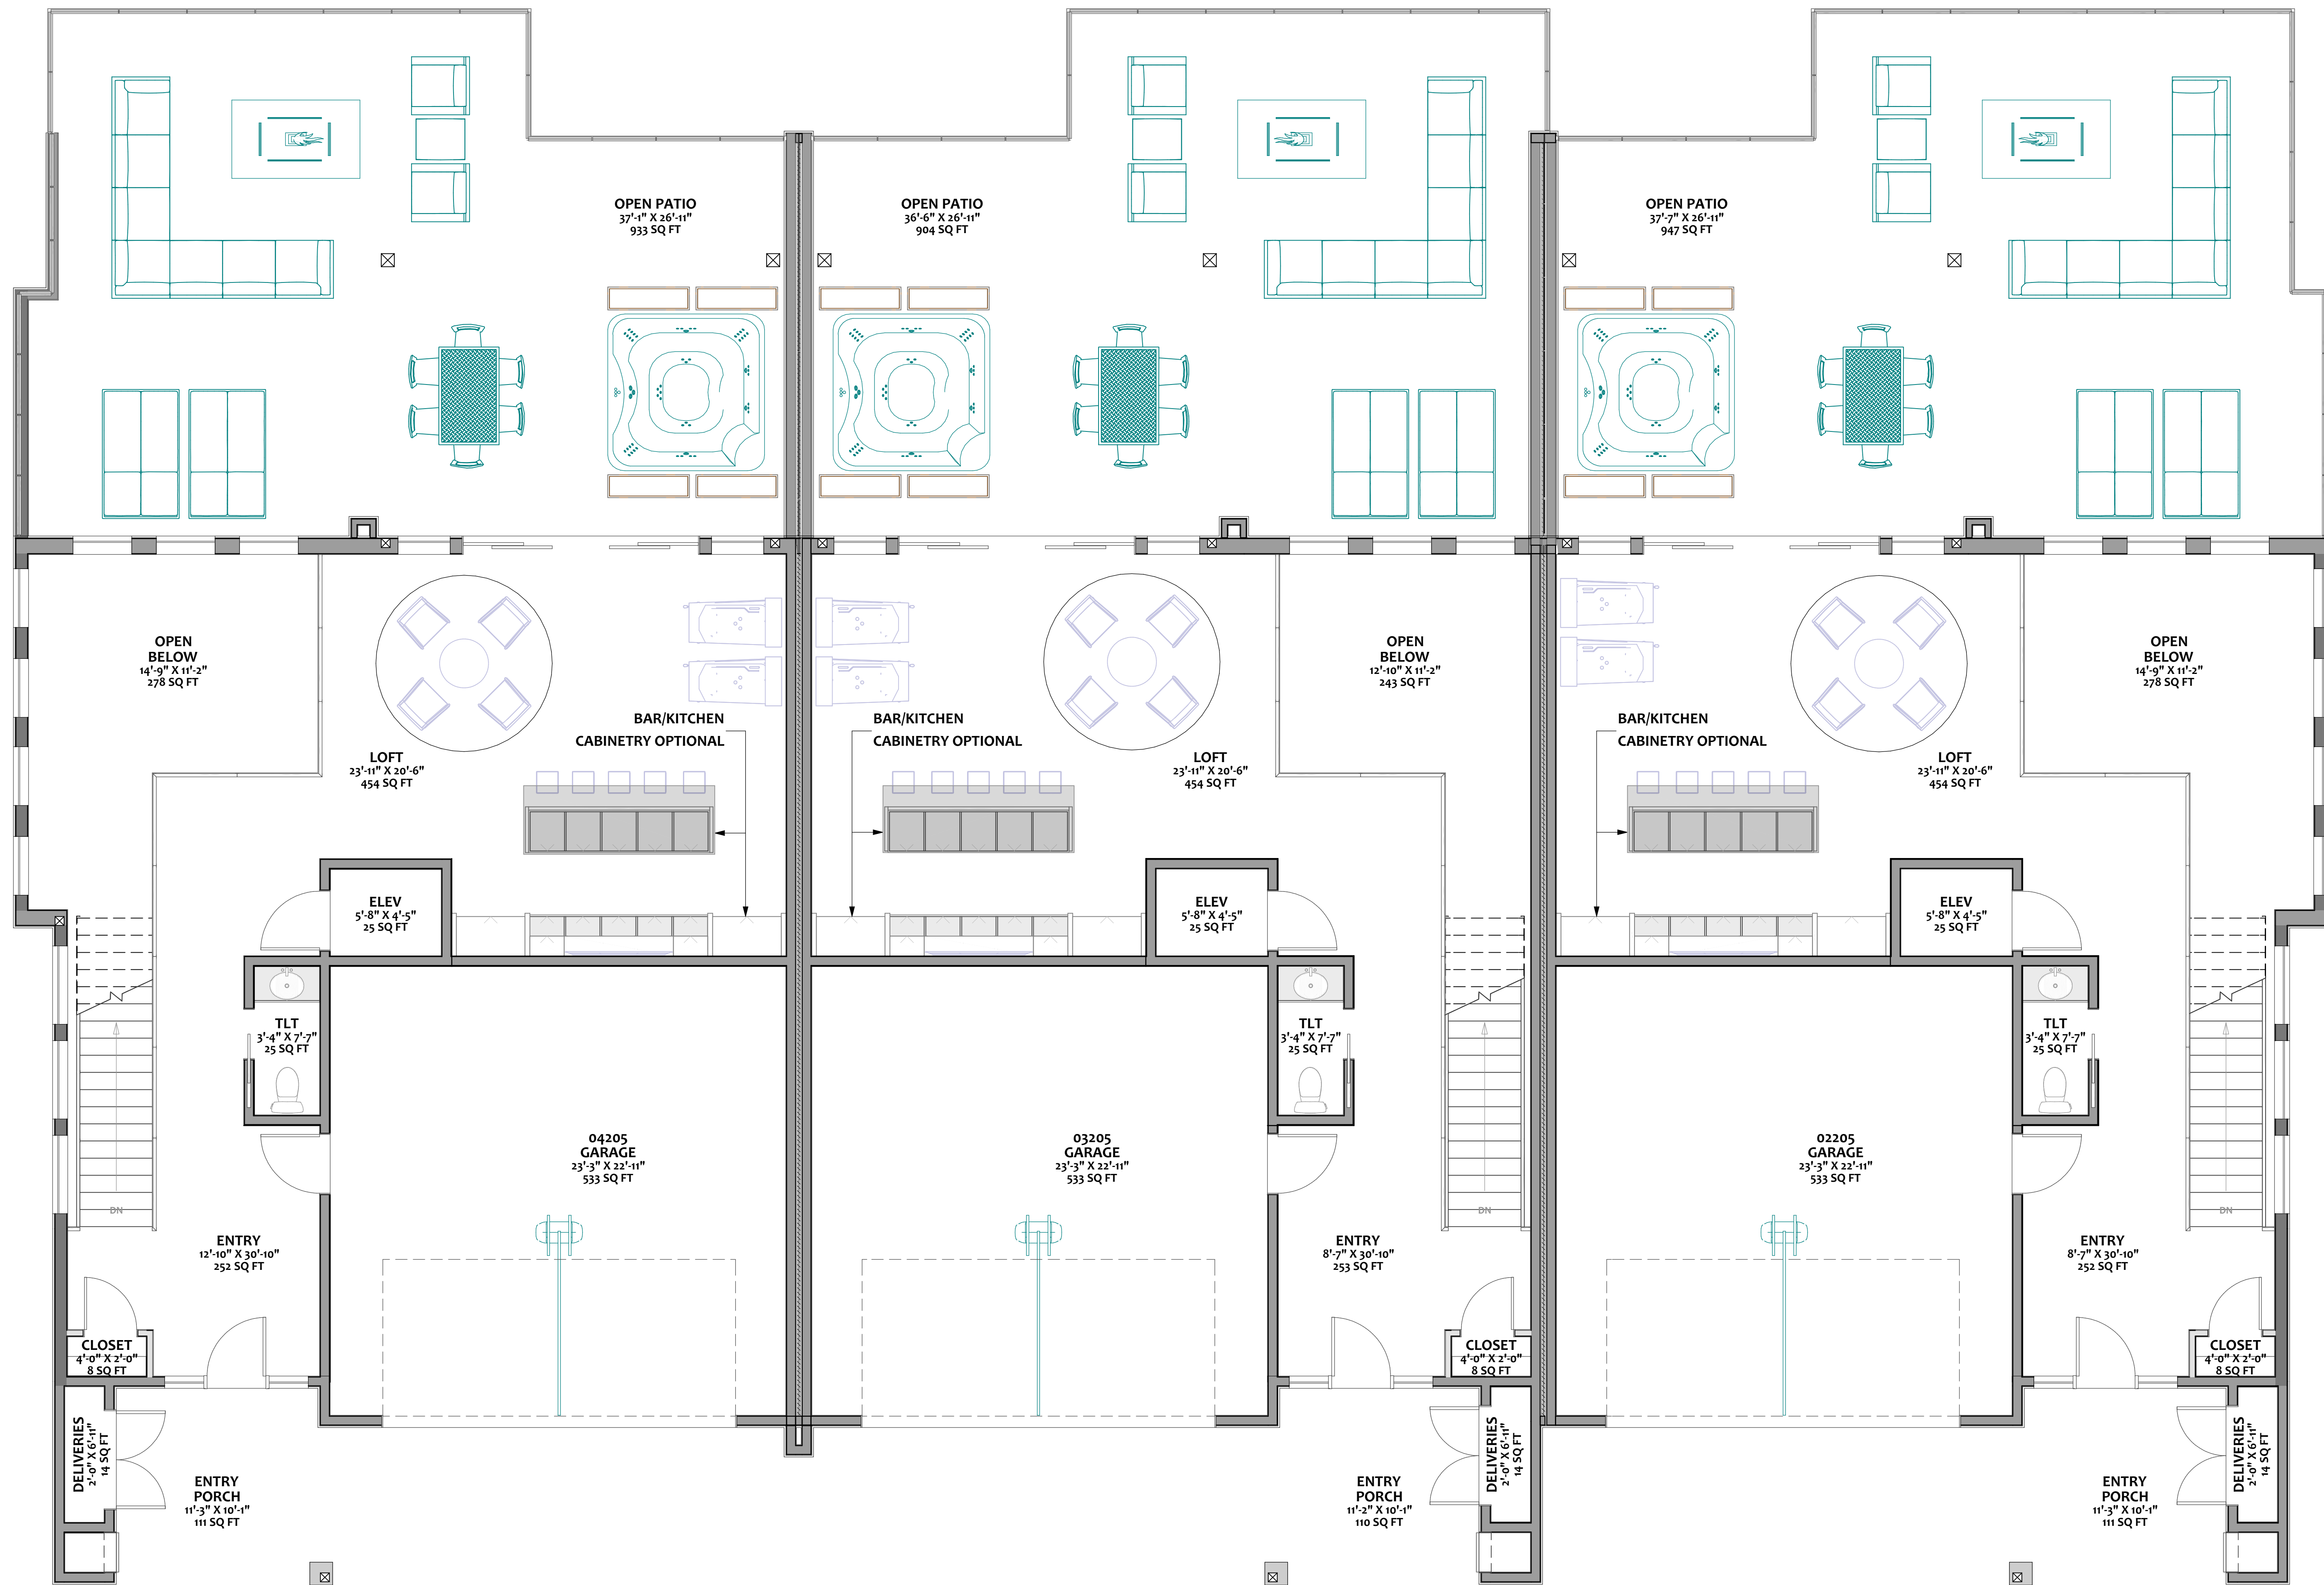 OPEN PATIO
37'-1" X 26'-11"
933 SQ FT
OPEN PATIO
36'-6" X 26'-11"
904 SQ FT
OPEN PATIO
37'-7" X 26'-11"
947 SQ FT
OPEN
BELOW
14'-9" X 11'-2"
278 SQ FT
OPEN
BELOW
12'-10" X 11'-2"
243 SQ FT
OPEN
BELOW
14'-9" X 11'-2"
278 SQ FT
BAR/KITCHEN
CABINETRY OPTIONAL
BAR/KITCHEN
CABINETRY OPTIONAL
BAR/KITCHEN
CABINETRY OPTIONAL
LOFT
23'-11" X 20'-6"
454 SQ FT
LOFT
23'-11" X 20'-6"
454 SQ FT
LOFT
23'-11" X 20'-6"
454 SQ FT
ELEV
5'-8" X 4'-5"
25 SQ FT
ELEV
5'-8" X 4'-5"
25 SQ FT
ELEV
5'-8" X 4'-5"
25 SQ FT
TLT
3'-4" X 7'-7"
25 SQ FT
TLT
3'-4" X 7'-7"
25 SQ FT
TLT
3'-4" X 7'-7"
25 SQ FT
04205
GARAGE
23'-3" X 22'-11"
533 SQ FT
03205
GARAGE
23'-3" X 22'-11"
533 SQ FT
02205
GARAGE
23'-3" X 22'-11"
533 SQ FT
DN
DN
DN
ENTRY
12'-10" X 30'-10"
252 SQ FT
ENTRY
8'-7" X 30'-10"
253 SQ FT
ENTRY
8'-7" X 30'-10"
252 SQ FT
CLOSET
4'-0" X 2'-0"
8 SQ FT
CLOSET
4'-0" X 2'-0"
8 SQ FT
CLOSET
4'-0" X 2'-0"
8 SQ FT
DELIVERIES
2'-0" X 6'-11"
14 SQ FT
DELIVERIES
2'-0" X 6'-11"
14 SQ FT
DELIVERIES
2'-0" X 6'-11"
14 SQ FT
ENTRY
PORCH
11'-3" X 10'-1"
111 SQ FT
ENTRY
PORCH
11'-2" X 10'-1"
110 SQ FT
ENTRY
PORCH
11'-3" X 10'-1"
111 SQ FT